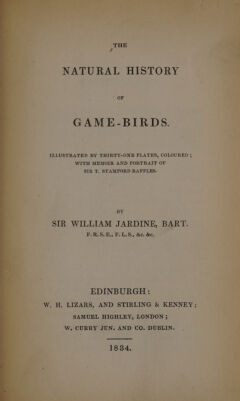 THE
NATURAL HISTORY
OF
GAME-BIRDS.
ILLUSTRATED BY THIRTY-ONE PLATES, COLOURED;
WITH MEMOIR AND PORTRAIT OF
SIR T. STAMFORD RAFFLES.
BY
SIR WILLIAM JARDINE, BART.
F. R. S. E., F. L. S., &c. &c.
EDINBURGH:
W. H. LIZARS, AND STIRLING & KENNEY;
SAMUEL HIGHLEY, LONDON;
W. CURRY JUN. AND CO. DUBLIN.
1834.